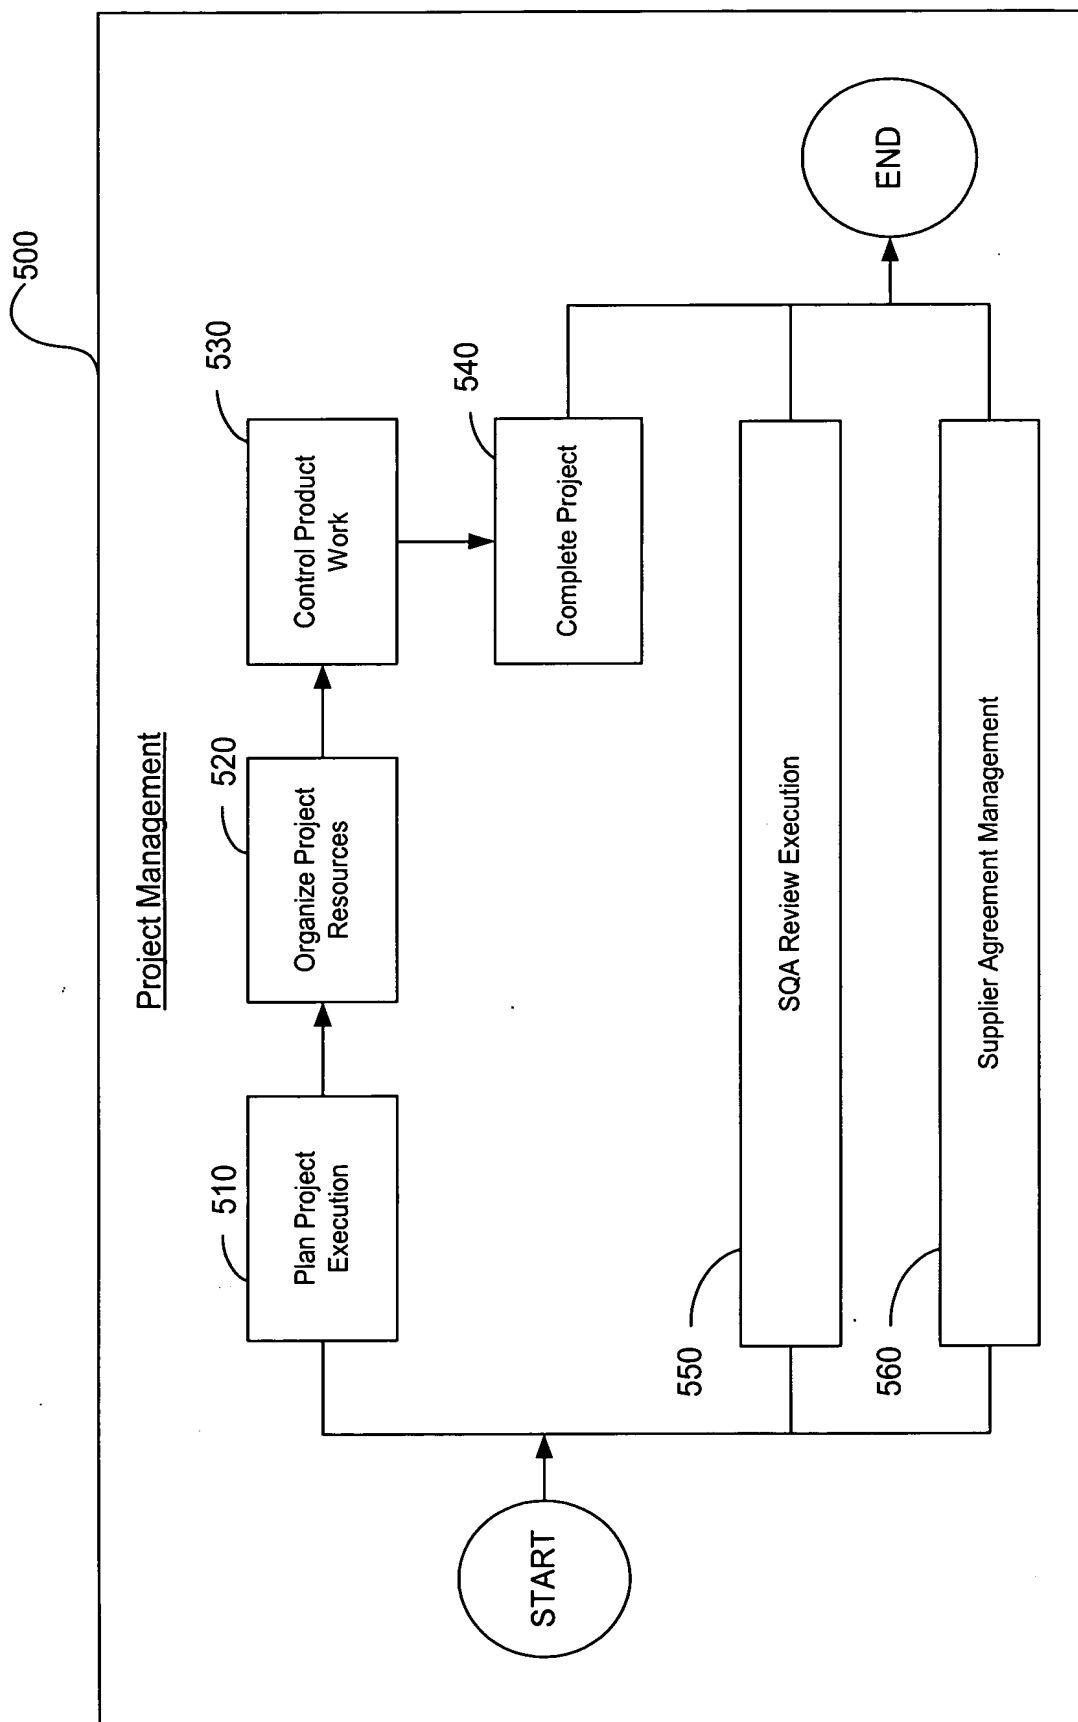 500
Project Management
510
Plan Project
Execution
520
Organize Project
Resources
530
Control Product
Work
540
Complete Project
START
550
SQA Review Execution
560
Supplier Agreement Management
END